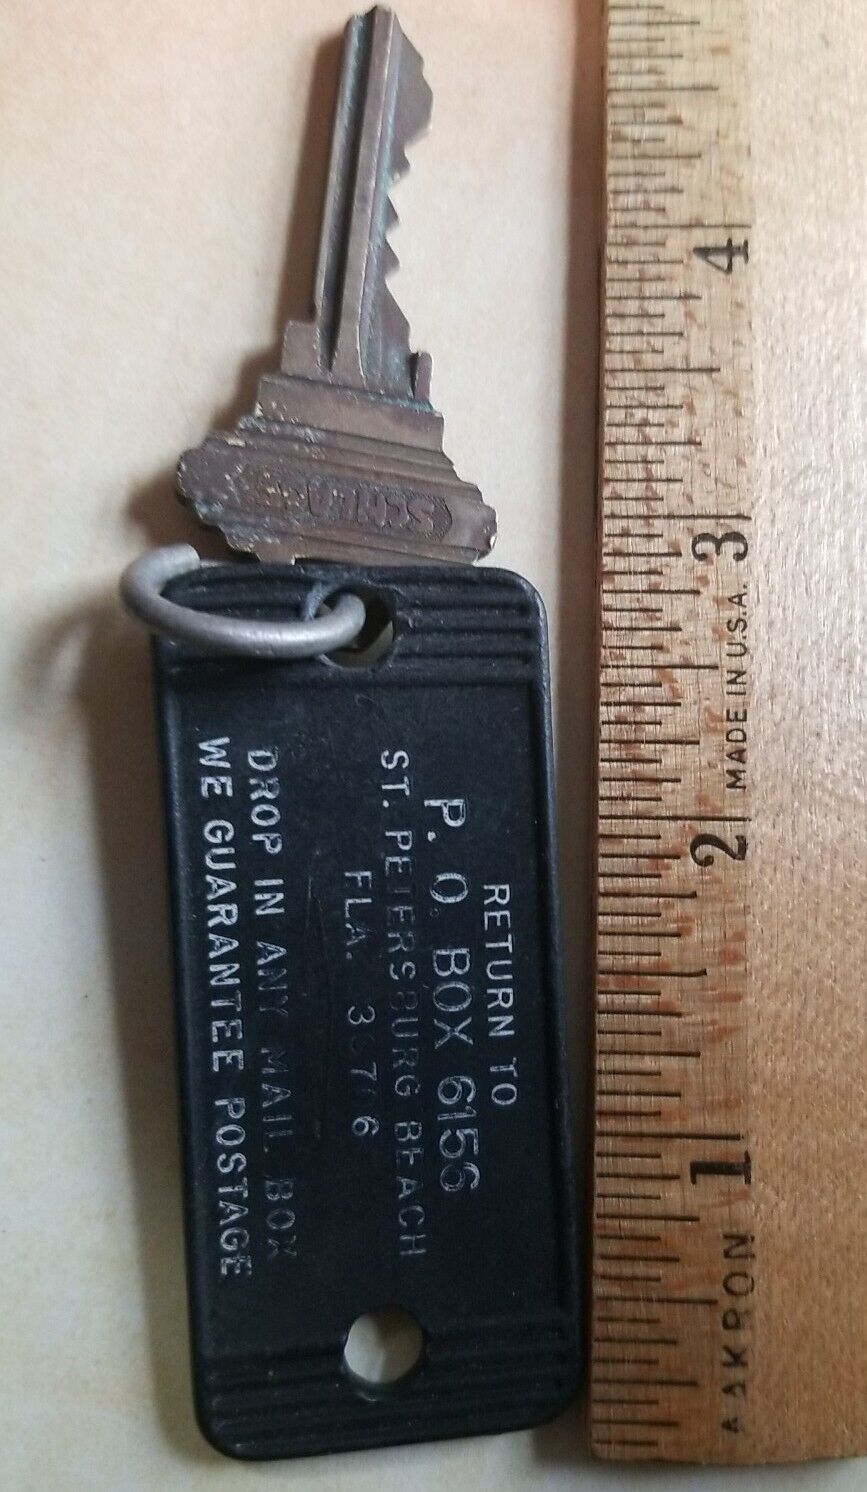 SCHLAGE
RETURN TO
P. O. BOX 6156
ST. PETERSBURG BEACH
FLA. 33706
DROP IN ANY MAIL BOX
WE GUARANTEE POSTAGE
1
2
3
4
MADE IN U.S.A.
AKRON